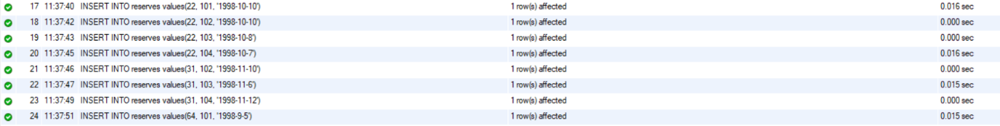 17 11:37:40 INSERT INTO reserves values(22, 101, '1998-10-10') 1 row(s) affected 0.016 sec
18 11:37:42 INSERT INTO reserves values(22, 102, '1998-10-10') 1 row(s) affected 0.000 sec
19 11:37:43 INSERT INTO reserves values(22, 103, '1998-10-8') 1 row(s) affected 0.000 sec
20 11:37:45 INSERT INTO reserves values(22, 104, '1998-10-7') 1 row(s) affected 0.016 sec
21 11:37:46 INSERT INTO reserves values(31, 102, '1998-11-10') 1 row(s) affected 0.000 sec
22 11:37:47 INSERT INTO reserves values(31, 103, '1998-11-6') 1 row(s) affected 0.015 sec
23 11:37:49 INSERT INTO reserves values(31, 104, '1998-11-12') 1 row(s) affected 0.000 sec
24 11:37:51 INSERT INTO reserves values(64, 101, '1998-9-5') 1 row(s) affected 0.015 sec